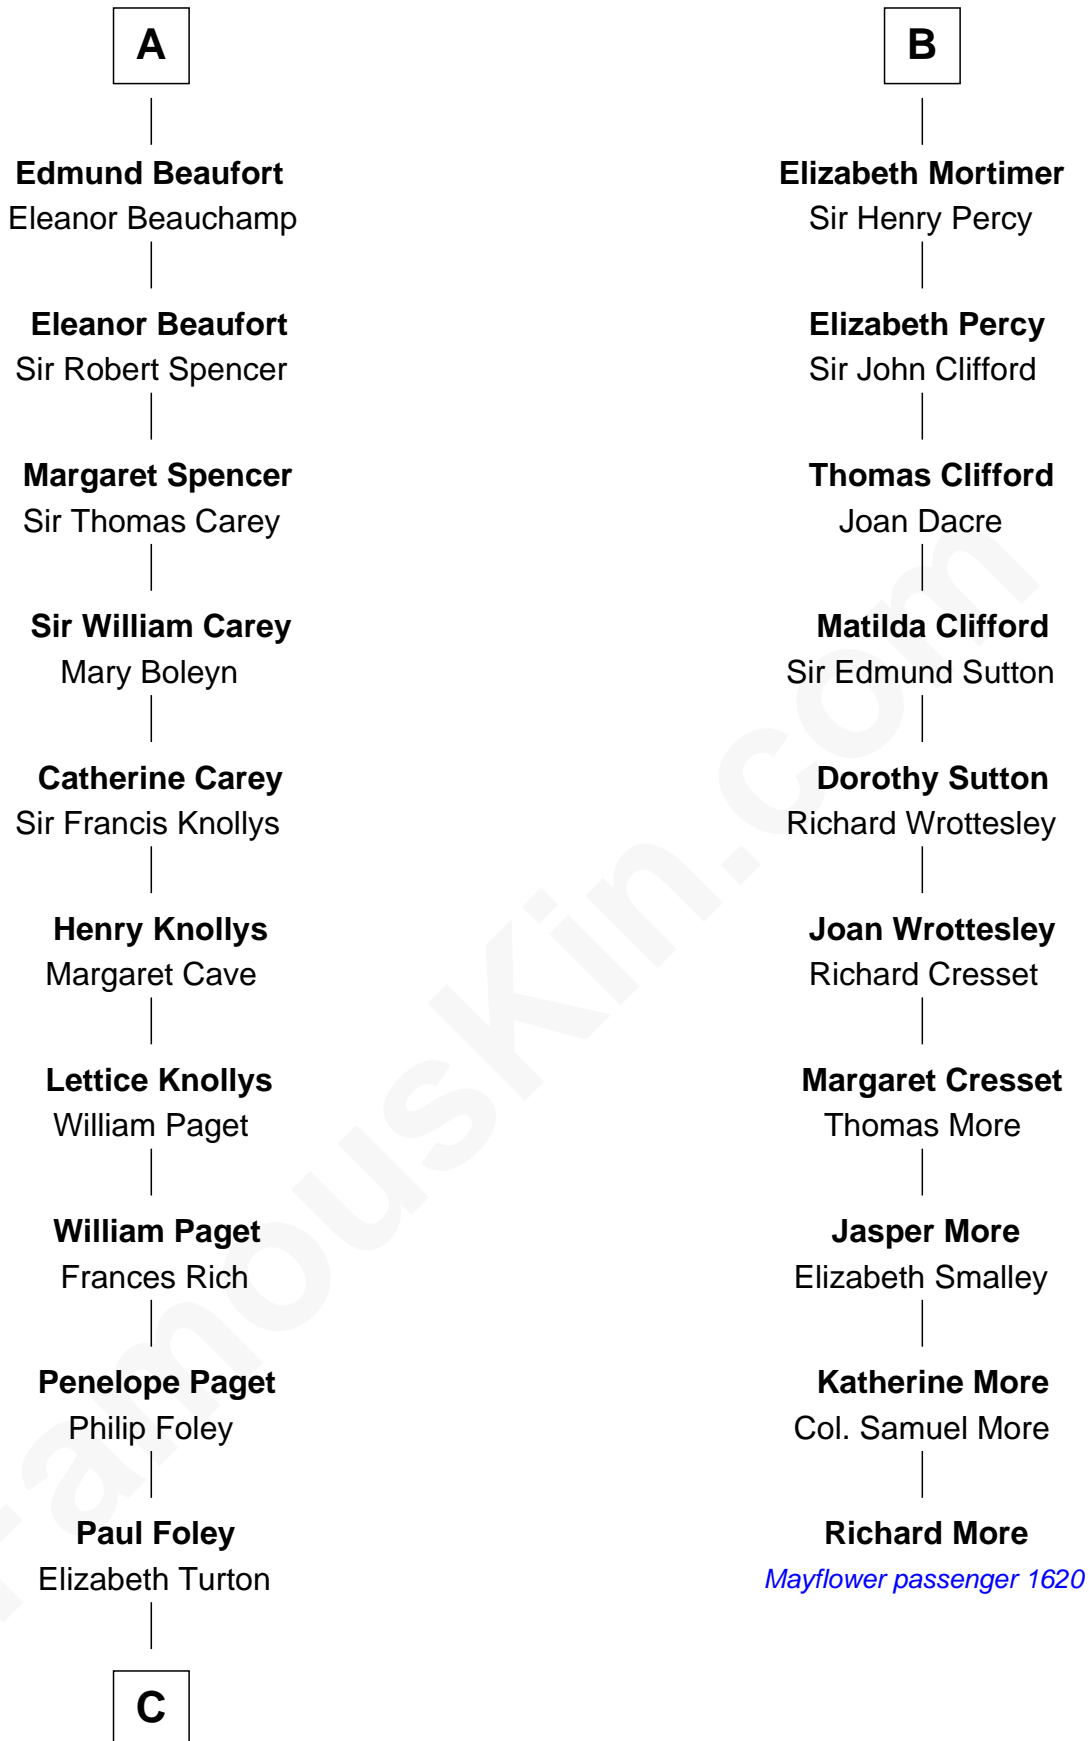 A
Edmund Beaufort
Eleanor Beauchamp
Eleanor Beaufort
Sir Robert Spencer
Margaret Spencer
Sir Thomas Carey
Sir William Carey
Mary Boleyn
Catherine Carey
Sir Francis Knollys
Henry Knollys
Margaret Cave
Lettice Knollys
William Paget
William Paget
Frances Rich
Penelope Paget
Philip Foley
Paul Foley
Elizabeth Turton
C
B
Elizabeth Mortimer
Sir Henry Percy
Elizabeth Percy
Sir John Clifford
Thomas Clifford
Joan Dacre
Matilda Clifford
Sir Edmund Sutton
Dorothy Sutton
Richard Wrottesley
Joan Wrottesley
Richard Cresset
Margaret Cresset
Thomas More
Jasper More
Elizabeth Smalley
Katherine More
Col. Samuel More
Richard More
Mayflower passenger 1620
FamousKin.com